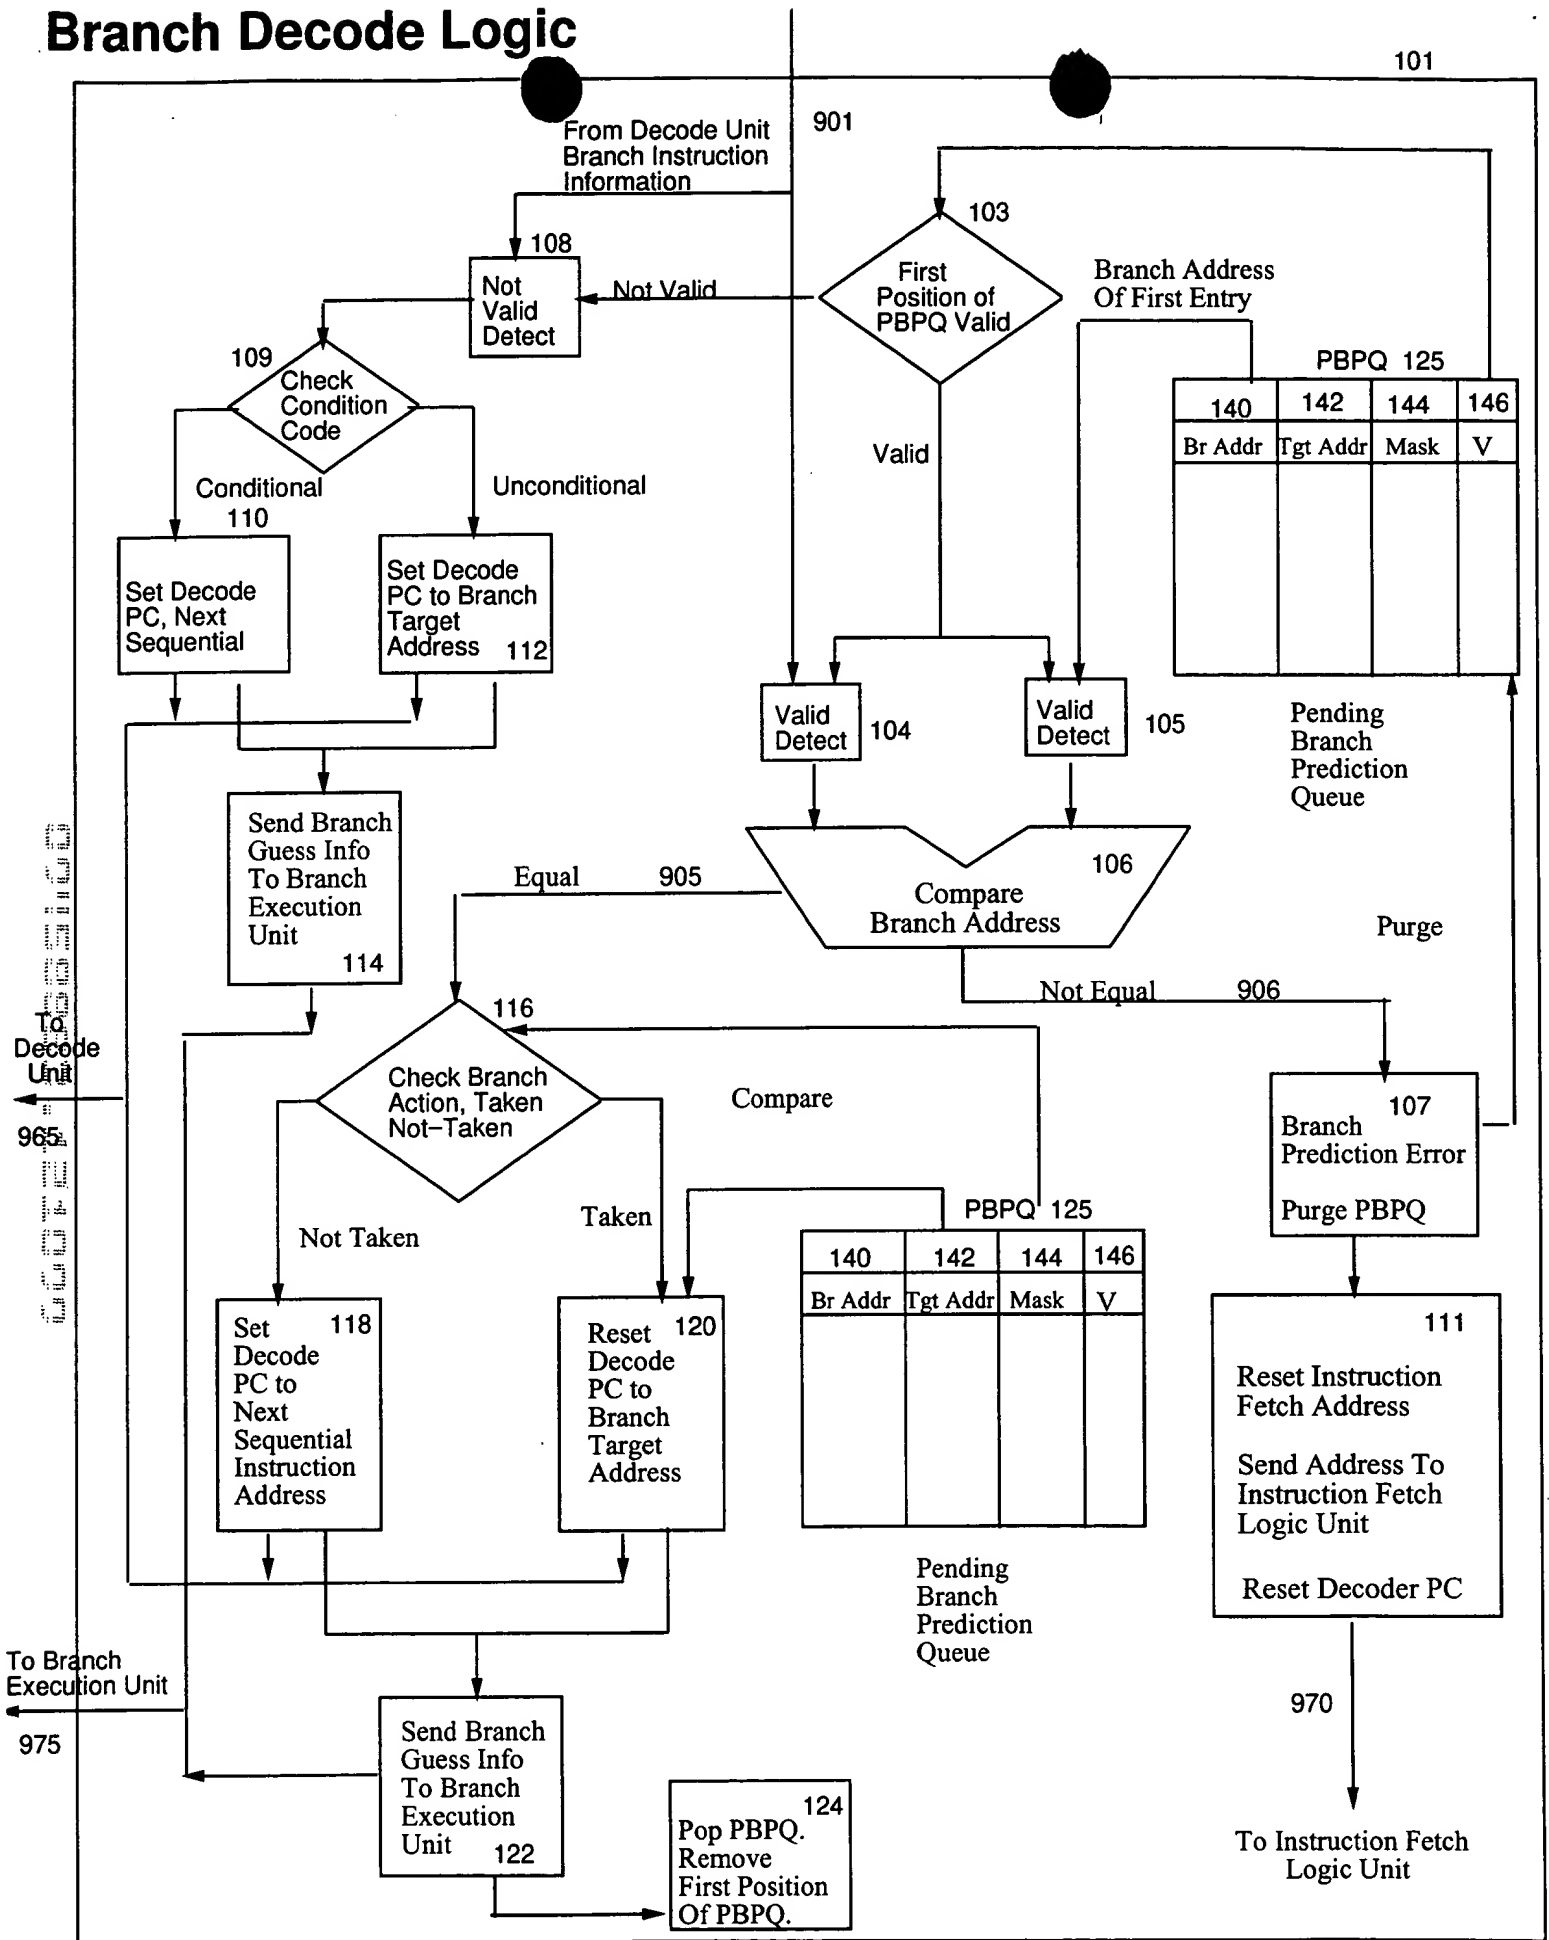 Branch Decode Logic
101
901
From Decode Unit
Branch Instruction
Information
103
108
First
Position of
PBPQ Valid
Branch Address
Of First Entry
Not
Valid
Detect
Not Valid
109
Check
Condition
Code
PBPQ 125
140 142 144 146
Br Addr Tgt Addr Mask V
Valid
Conditional
Unconditional
110
Set Decode
PC, Next
Sequential
Set Decode
PC to Branch
Target
Address 112
Valid
Detect
104
Valid
Detect
105
Pending
Branch
Prediction
Queue
Send Branch
Guess Info
To Branch
Execution
Unit
114
106
Compare
Branch Address
Equal 905
Purge
Not Equal 906
116
To
Decode
Unit
965
Check Branch
Action, Taken
Not-Taken
Compare
107
Branch
Prediction Error
Purge PBPQ
Not Taken
Taken
PBPQ 125
140 142 144 146
Br Addr Tgt Addr Mask V
118
Set
Decode
PC to
Next
Sequential
Instruction
Address
120
Reset
Decode
PC to
Branch
Target
Address
111
Reset Instruction
Fetch Address
Send Address To
Instruction Fetch
Logic Unit
Reset Decoder PC
Pending
Branch
Prediction
Queue
To Branch
Execution Unit
975
970
Send Branch
Guess Info
To Branch
Execution
Unit
122
124
Pop PBPQ.
Remove
First Position
Of PBPQ.
To Instruction Fetch
Logic Unit